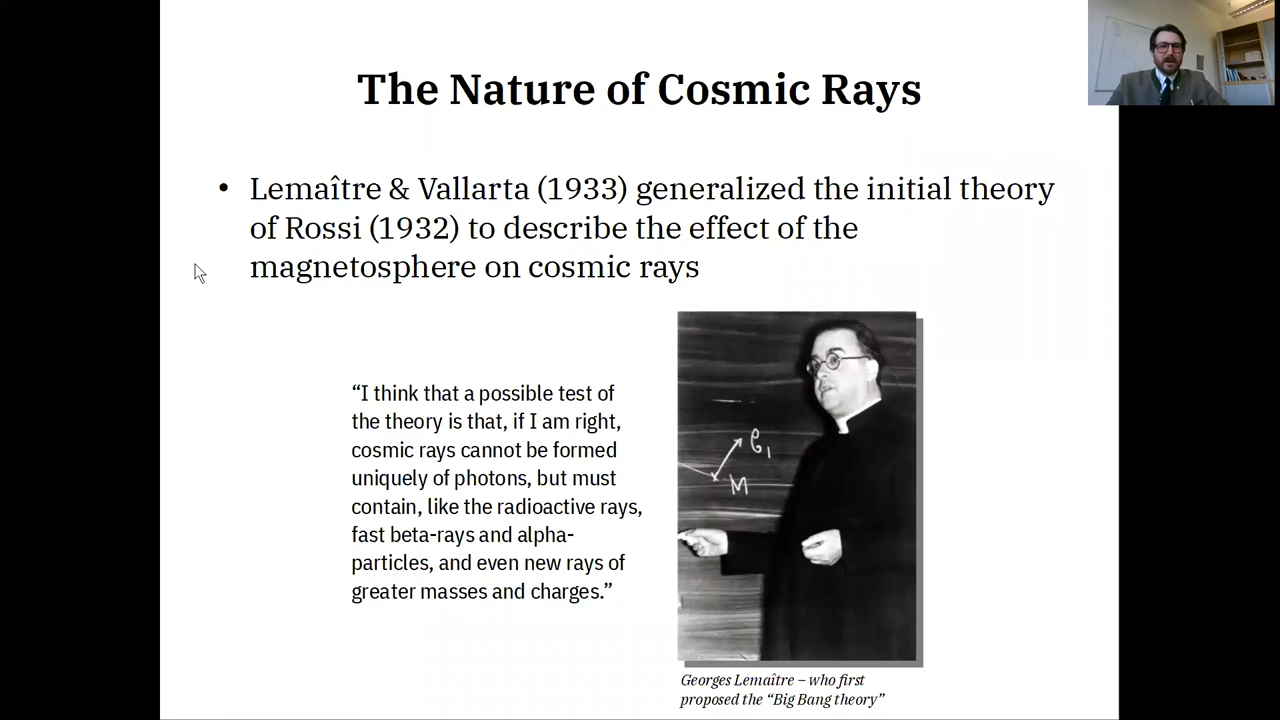 The Nature of Cosmic Rays
• Lemaître & Vallarta (1933) generalized the initial theory
of Rossi (1932) to describe the effect of the
magnetosphere on cosmic rays
“I think that a possible test of
the theory is that, if I am right,
cosmic rays cannot be formed
uniquely of photons, but must
contain, like the radioactive rays,
fast beta-rays and alpha-
particles, and even new rays of
greater masses and charges.”
e₁
M
Georges Lemaître – who first
proposed the “Big Bang theory”